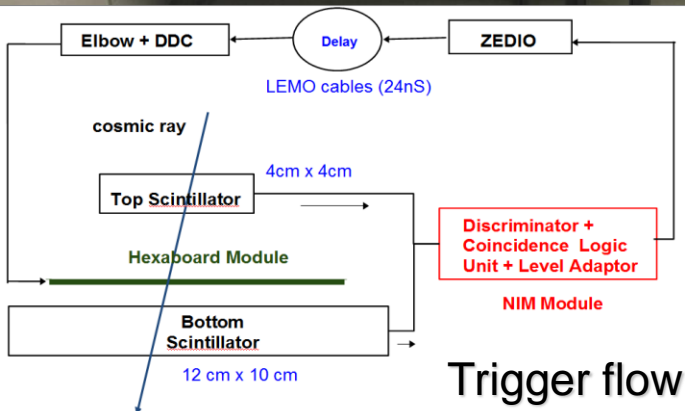 Elbow + DDC
Delay
ZEDIO
LEMO cables (24nS)
cosmic ray
4cm x 4cm
Top Scintillator
Discriminator +
Coincidence Logic
Unit + Level Adaptor
Hexaboard Module
NIM Module
Bottom
Scintillator
12 cm x 10 cm
Trigger flow